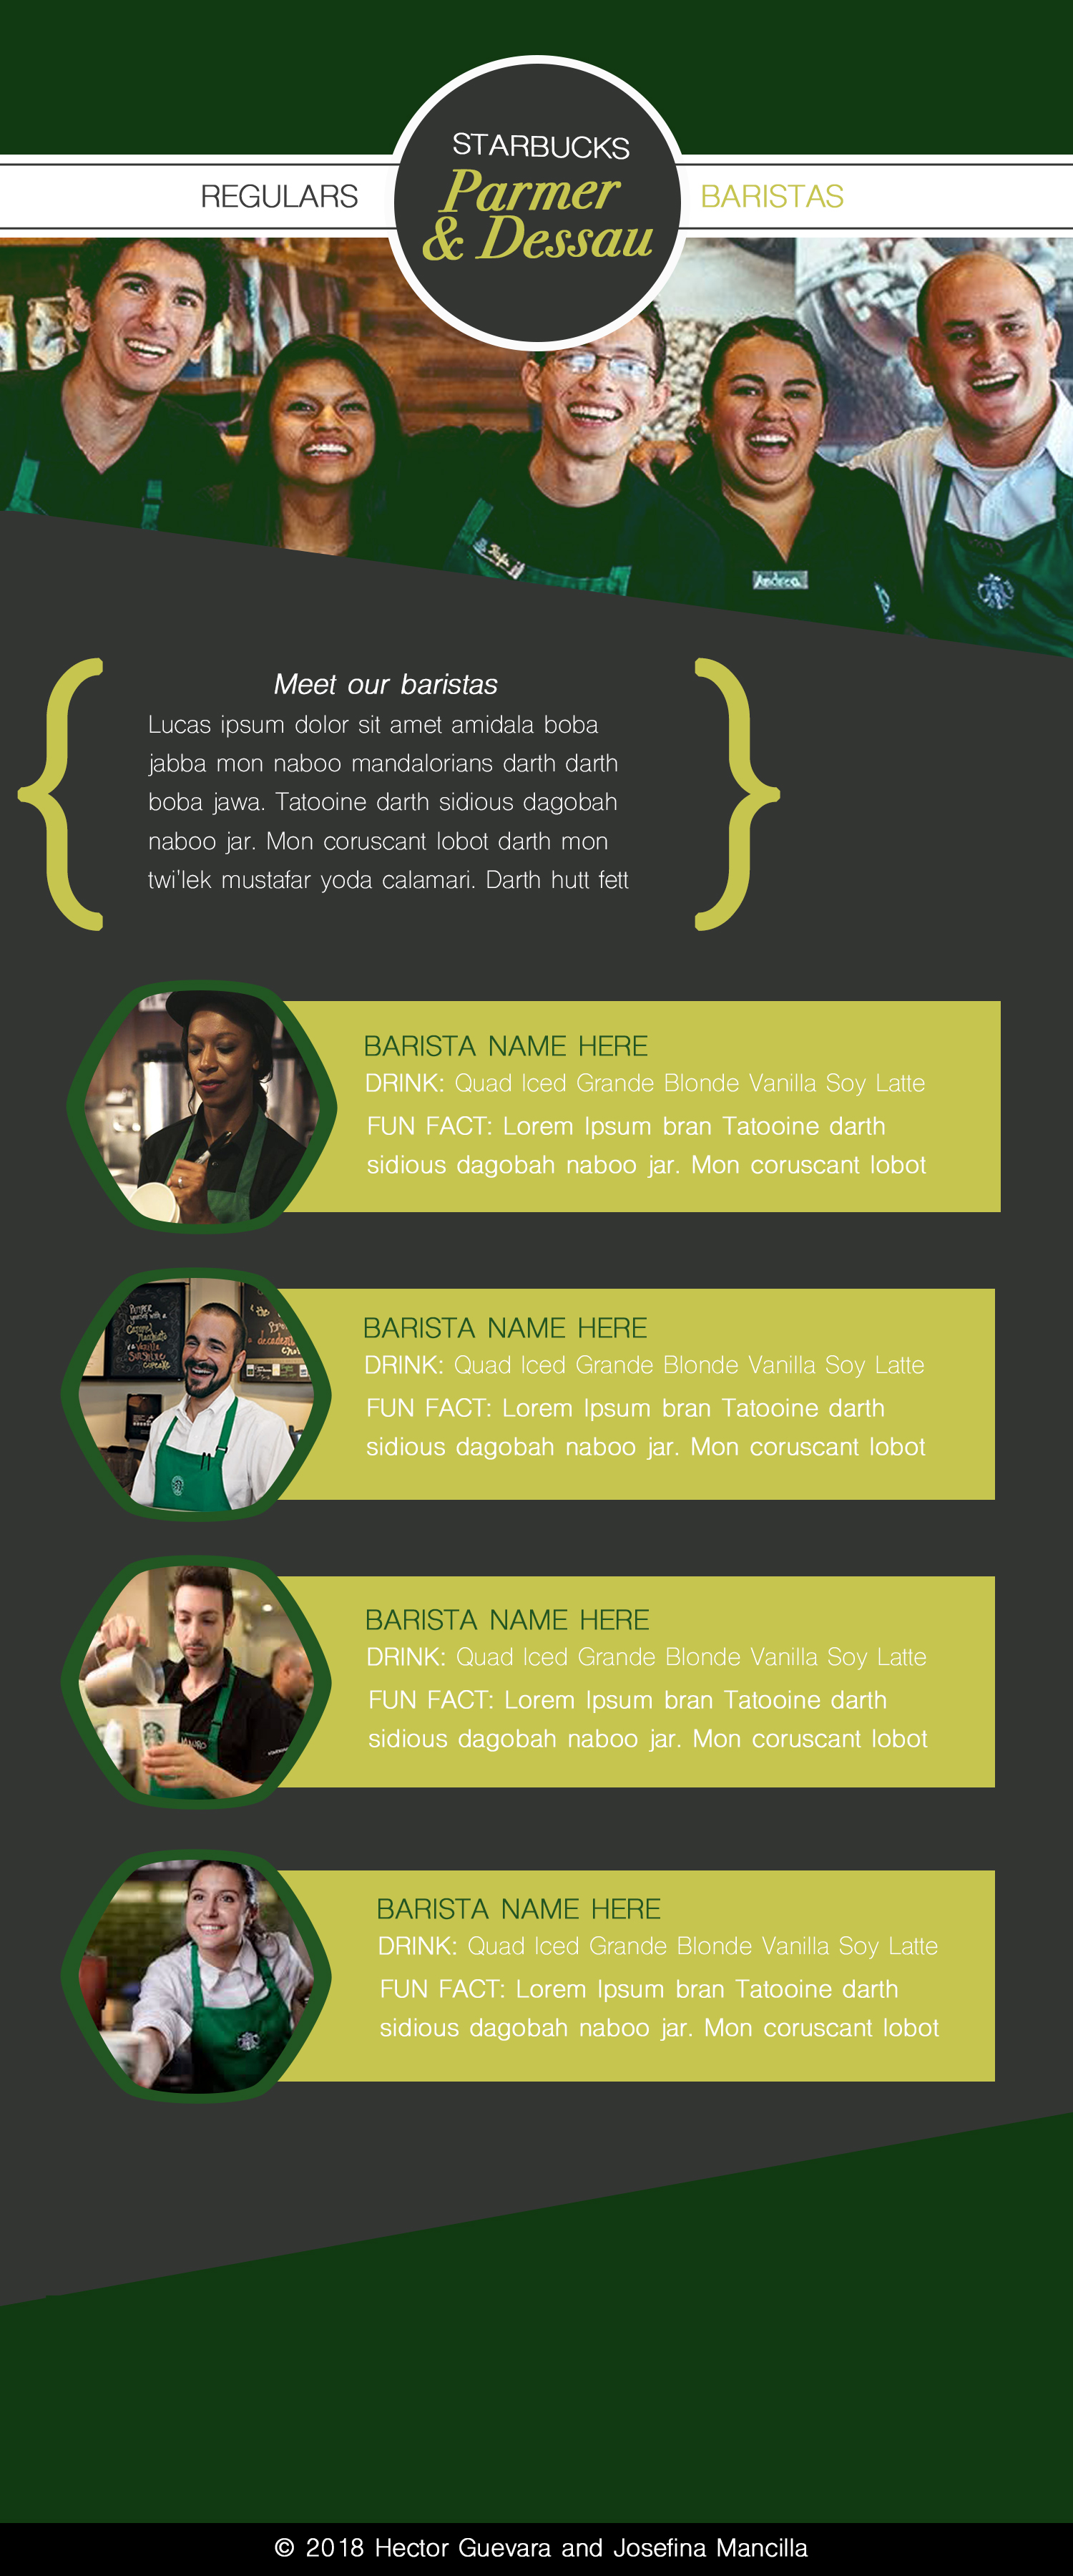 STARBUCKS
Parmer
& Dessau
REGULARS
BARISTAS
Andrea
{
Meet our baristas
Lucas ipsum dolor sit amet amidala boba
jabba mon naboo mandalorians darth darth
boba jawa. Tatooine darth sidious dagobah
naboo jar. Mon coruscant lobot darth mon
twi'lek mustafar yoda calamari. Darth hutt fett
}
BARISTA NAME HERE
DRINK: Quad Iced Grande Blonde Vanilla Soy Latte
FUN FACT: Lorem Ipsum bran Tatooine darth
sidious dagobah naboo jar. Mon coruscant lobot
Caramel
BARISTA NAME HERE
DRINK: Quad Iced Grande Blonde Vanilla Soy Latte
FUN FACT: Lorem Ipsum bran Tatooine darth
sidious dagobah naboo jar. Mon coruscant lobot
BARISTA NAME HERE
DRINK: Quad Iced Grande Blonde Vanilla Soy Latte
FUN FACT: Lorem Ipsum bran Tatooine darth
sidious dagobah naboo jar. Mon coruscant lobot
BARISTA NAME HERE
DRINK: Quad Iced Grande Blonde Vanilla Soy Latte
FUN FACT: Lorem Ipsum bran Tatooine darth
sidious dagobah naboo jar. Mon coruscant lobot
© 2018 Hector Guevara and Josefina Mancilla